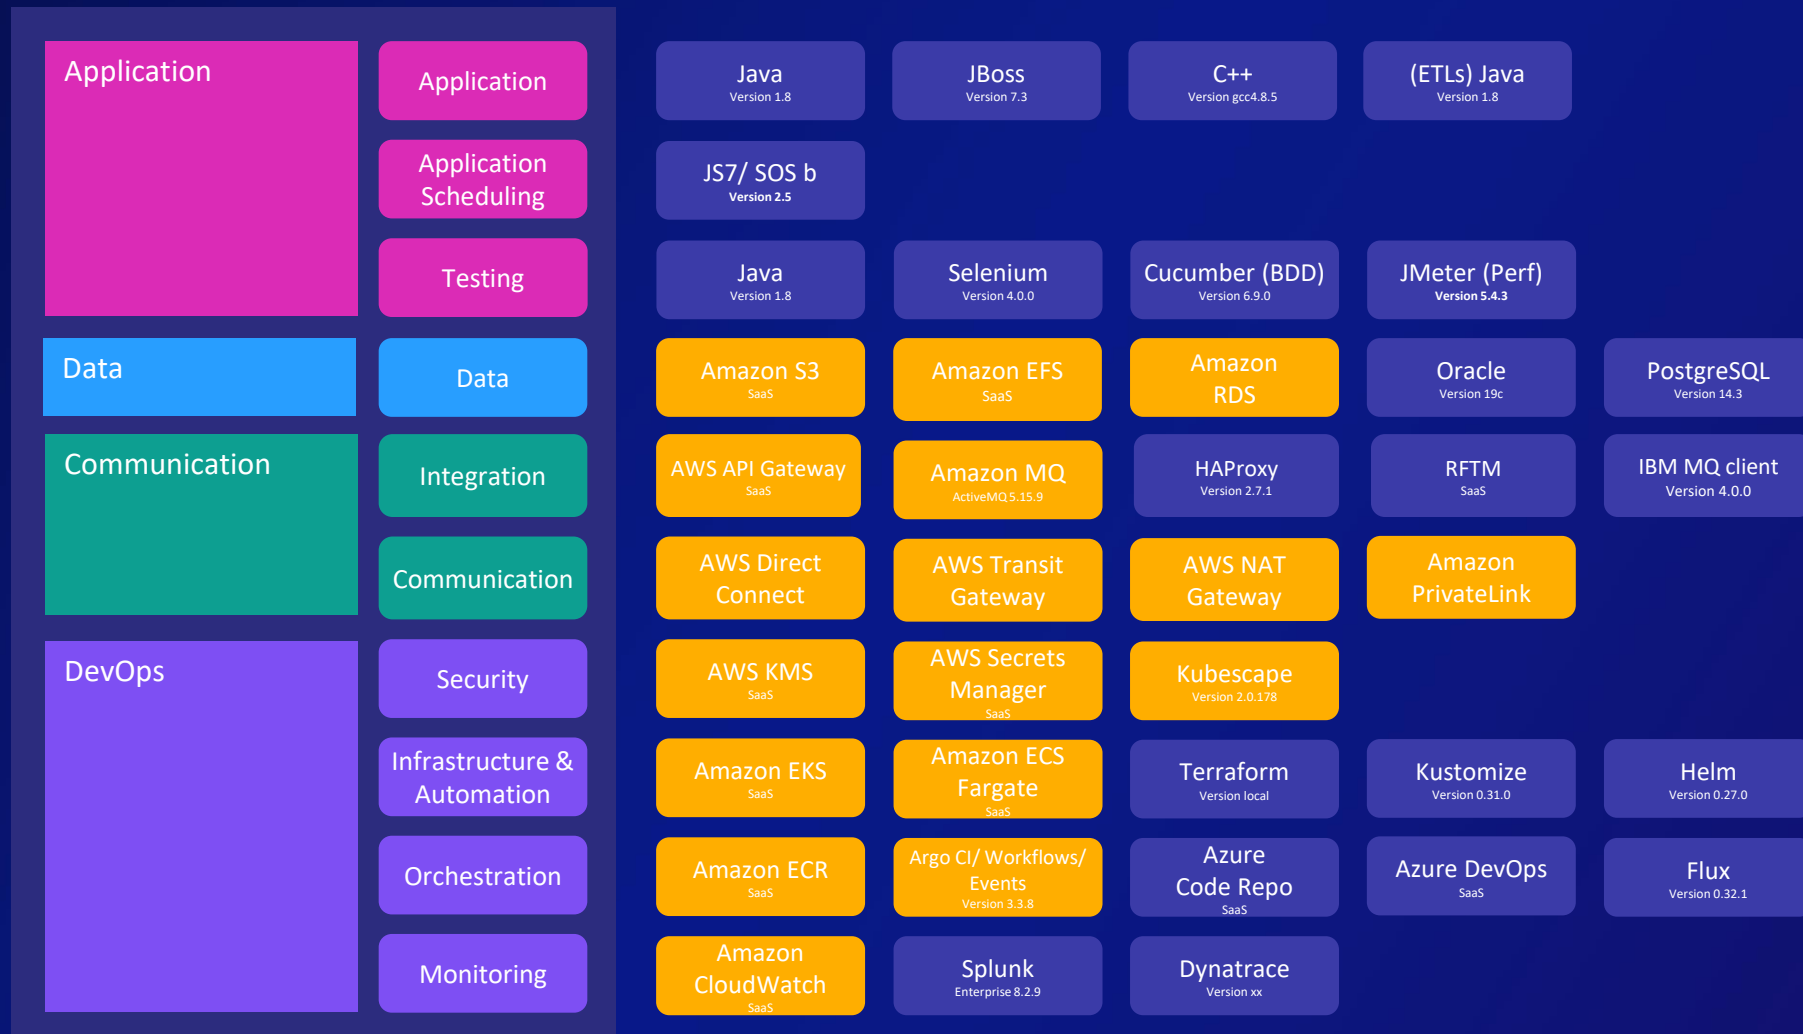 Application
Application
Java
Version 1.8
JBoss
Version 7.3
C++
Version gcc4.8.5
(ETLs) Java
Version 1.8
Application
Scheduling
JS7/ SOS b
Version 2.5
Testing
Java
Version 1.8
Selenium
Version 4.0.0
Cucumber (BDD)
Version 6.9.0
JMeter (Perf)
Version 5.4.3
Data
Data
Amazon S3
SaaS
Amazon EFS
SaaS
Amazon
RDS
Oracle
Version 19c
PostgreSQL
Version 14.3
Communication
Integration
AWS API Gateway
SaaS
Amazon MQ
ActiveMQ 5.15.9
HAProxy
Version 2.7.1
RFTM
SaaS
IBM MQ client
Version 4.0.0
Communication
AWS Direct
Connect
AWS Transit
Gateway
AWS NAT
Gateway
Amazon
PrivateLink
DevOps
Security
AWS KMS
SaaS
AWS Secrets
Manager
SaaS
Kubescape
Version 2.0.178
Infrastructure &
Automation
Amazon EKS
SaaS
Amazon ECS
Fargate
SaaS
Terraform
Version local
Kustomize
Version 0.31.0
Helm
Version 0.27.0
Orchestration
Amazon ECR
SaaS
Argo CI/ Workflows/
Events
Version 3.3.8
Azure
Code Repo
SaaS
Azure DevOps
SaaS
Flux
Version 0.32.1
Monitoring
Amazon
CloudWatch
SaaS
Splunk
Enterprise 8.2.9
Dynatrace
Version xx